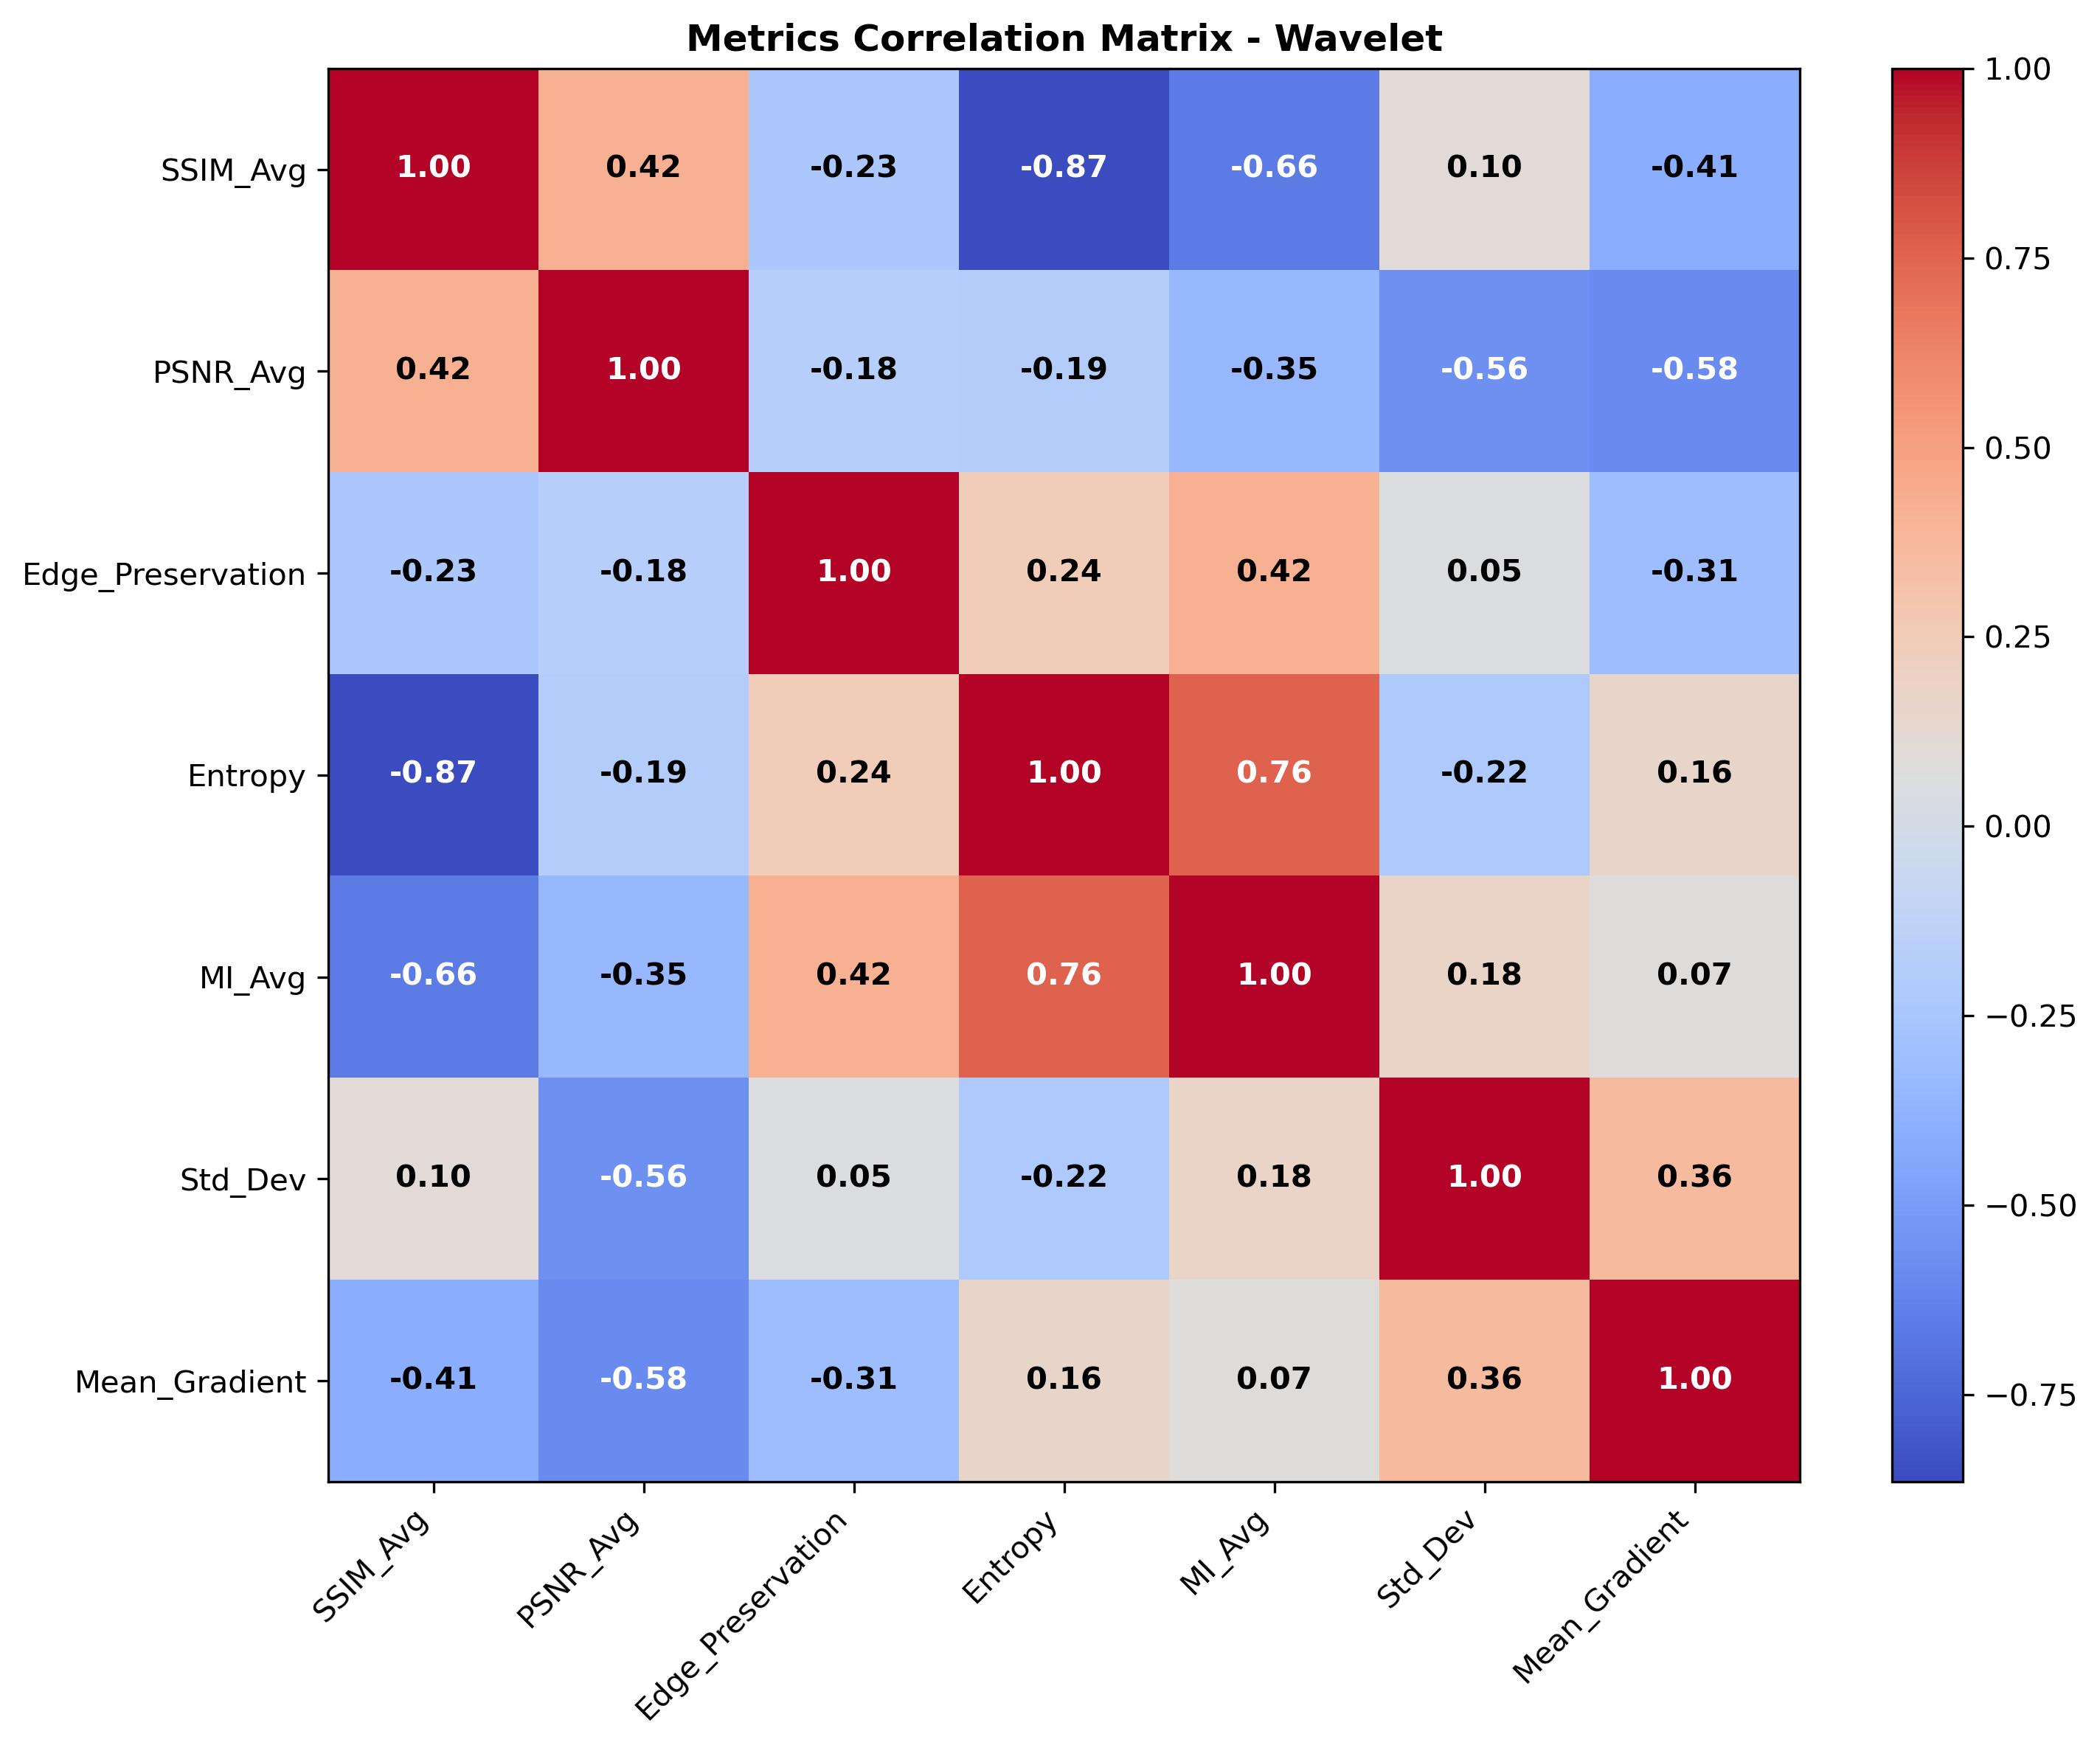 Metrics Correlation Matrix - Wavelet
SSIM_Avg 1.00 0.42 -0.23 -0.87 -0.66 0.10 -0.41
PSNR_Avg 0.42 1.00 -0.18 -0.19 -0.35 -0.56 -0.58
Edge_Preservation -0.23 -0.18 1.00 0.24 0.42 0.05 -0.31
Entropy -0.87 -0.19 0.24 1.00 0.76 -0.22 0.16
MI_Avg -0.66 -0.35 0.42 0.76 1.00 0.18 0.07
Std_Dev 0.10 -0.56 0.05 -0.22 0.18 1.00 0.36
Mean_Gradient -0.41 -0.58 -0.31 0.16 0.07 0.36 1.00
SSIM_Avg PSNR_Avg Edge_Preservation Entropy MI_Avg Std_Dev Mean_Gradient
1.00
0.75
0.50
0.25
0.00
−0.25
−0.50
−0.75